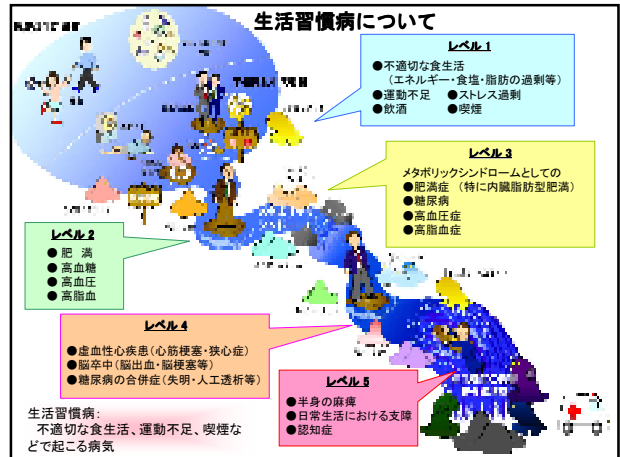 生活習慣病について
レベル 1
●不適切な食生活
（エネルギー・食塩・脂肪の過剰等）
●運動不足 ●ストレス過剰
●飲酒 ●喫煙
レベル 3
メタボリックシンドロームとしての
●肥満症 （特に内臓脂肪型肥満）
●糖尿病
●高血圧症
●高脂血症
レベル 2
● 肥 満
● 高血糖
● 高血圧
● 高脂血
レベル 4
●虚血性心疾患（心筋梗塞・狭心症）
●脳卒中（脳出血・脳梗塞等）
●糖尿病の合併症（失明・人工透析等）
レベル 5
●半身の麻痺
●日常生活における支障
●認知症
生活習慣病：
不適切な食生活、運動不足、喫煙な
どで起こる病気